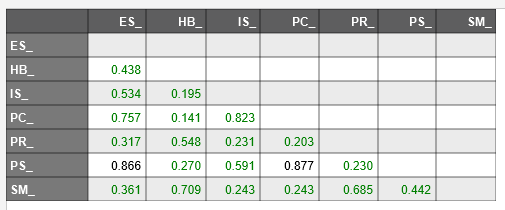 ES_ HB_ IS_ PC_ PR_ PS_ SM_
ES_
HB_ 0.438
IS_ 0.534 0.195
PC_ 0.757 0.141 0.823
PR_ 0.317 0.548 0.231 0.203
PS_ 0.866 0.270 0.591 0.877 0.230
SM_ 0.361 0.709 0.243 0.243 0.685 0.442